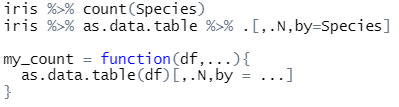 iris %>% count(Species)
iris %>% as.data.table %>% .[,.N,by=Species]
my_count = function(df,...){
  as.data.table(df)[,.N,by = ...]
}